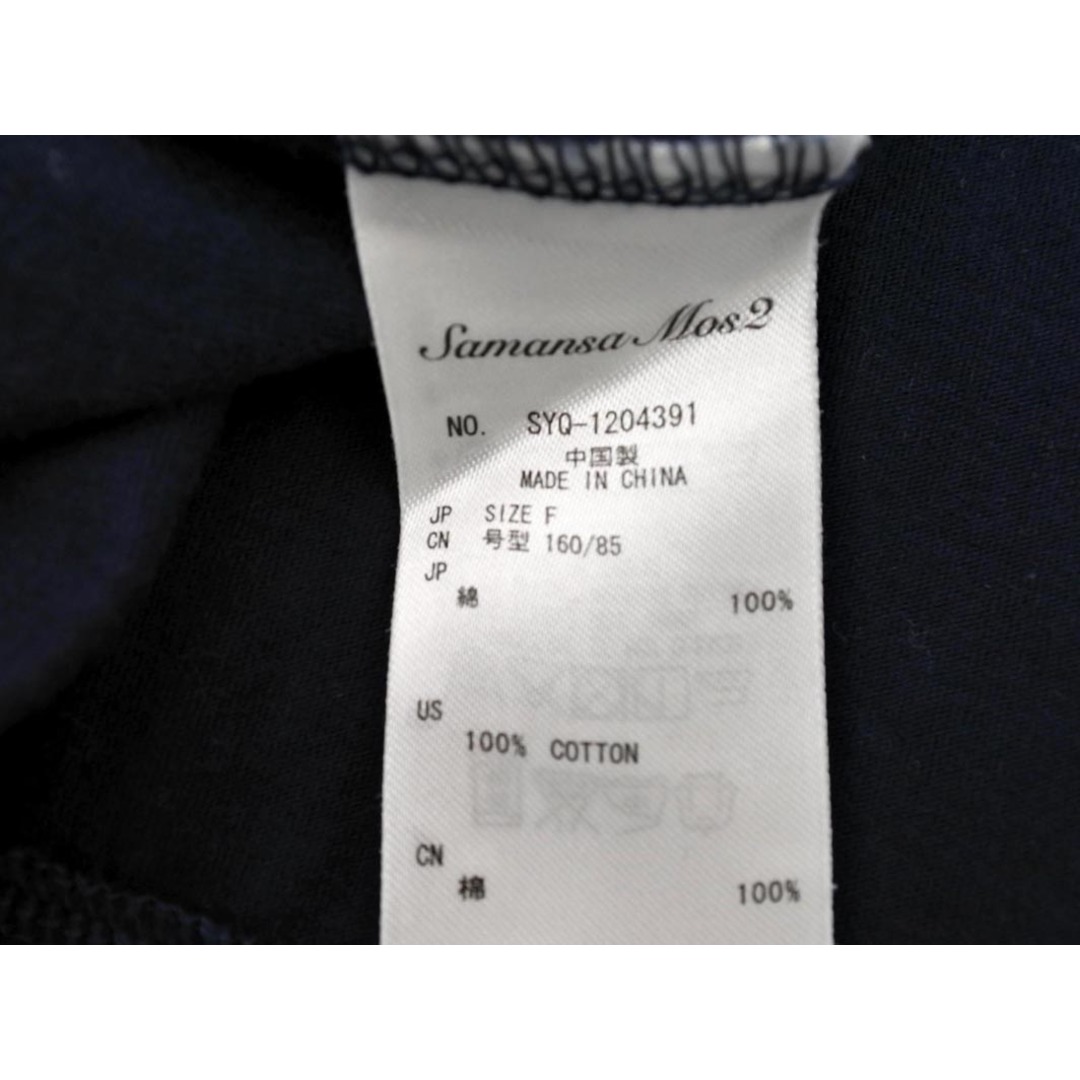 Samansa Mos2
NO. SYQ-1204391
中国製
MADE IN CHINA
JP SIZE F
CN 号型 160/85
JP
綿 100%
US
100% COTTON
CN
棉 100%